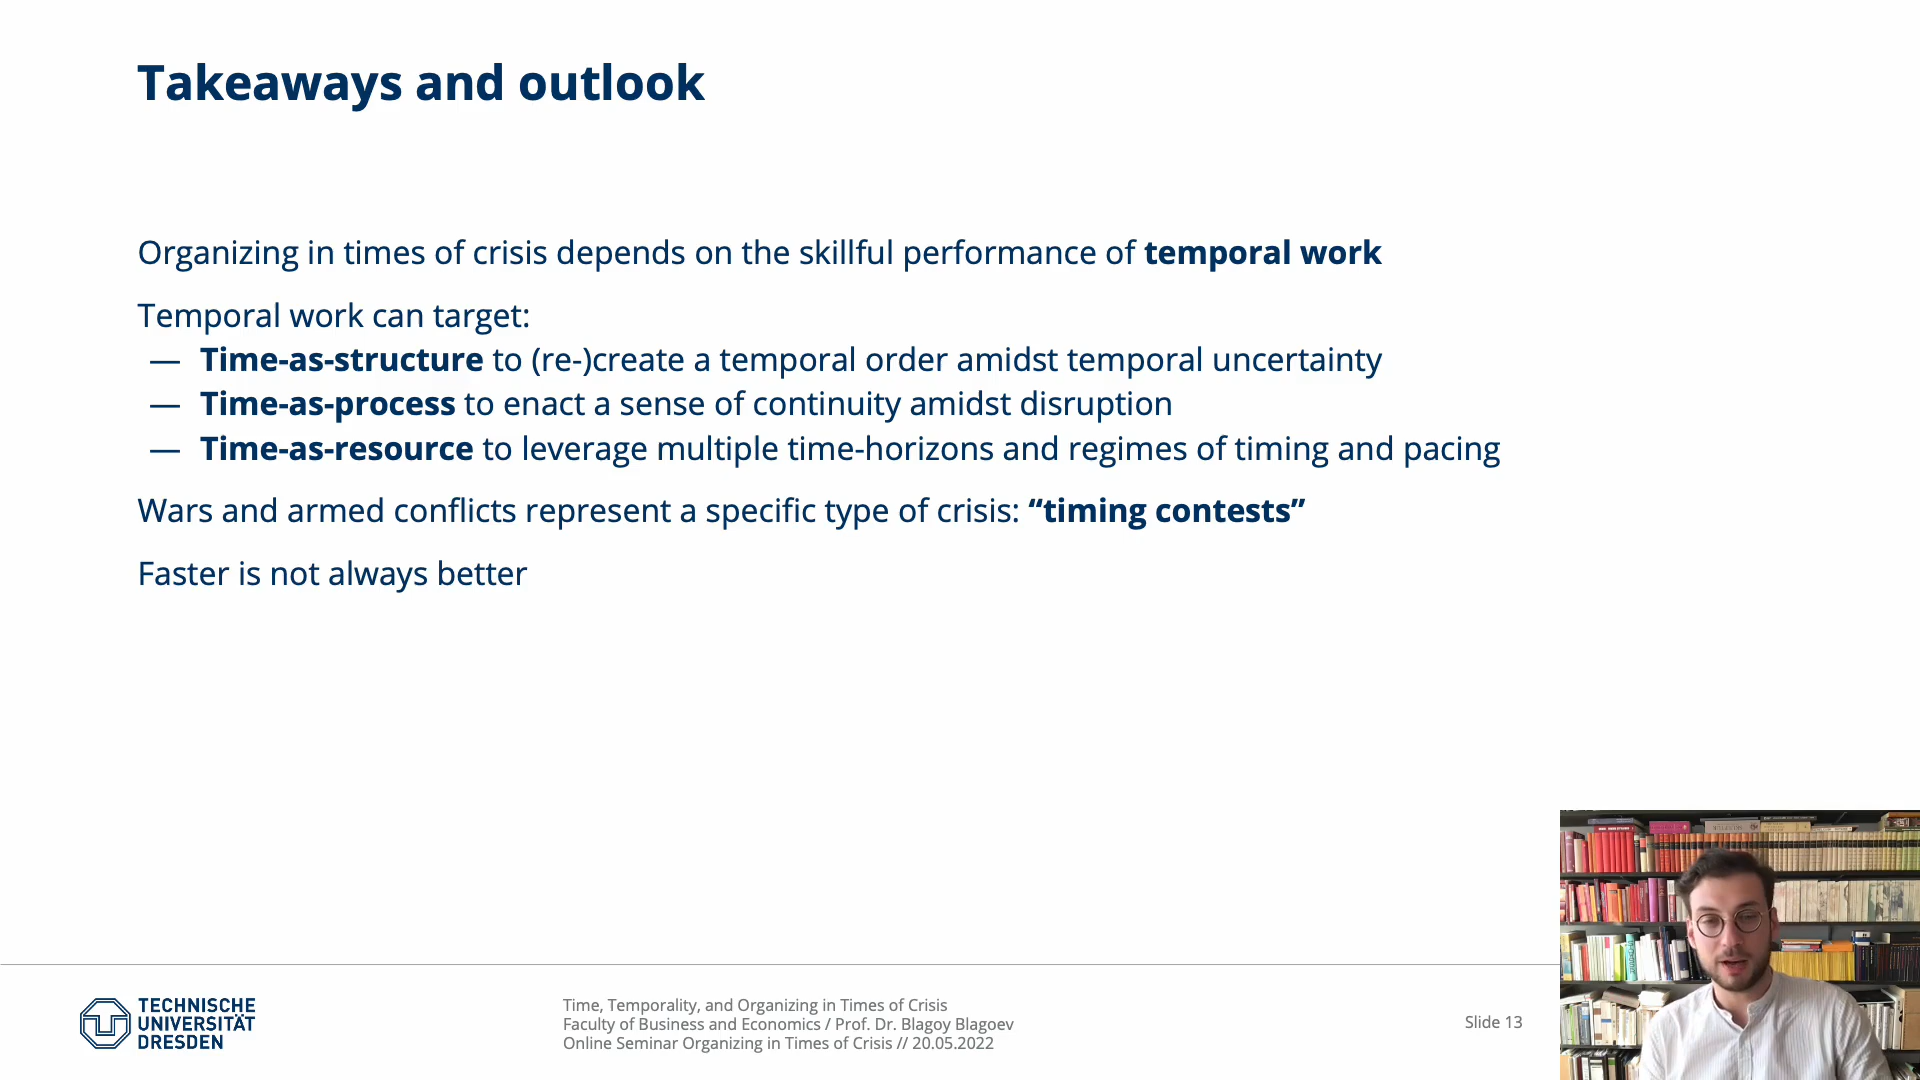 Takeaways and outlook
Organizing in times of crisis depends on the skillful performance of temporal work
Temporal work can target:
— Time-as-structure to (re-)create a temporal order amidst temporal uncertainty
— Time-as-process to enact a sense of continuity amidst disruption
— Time-as-resource to leverage multiple time-horizons and regimes of timing and pacing
Wars and armed conflicts represent a specific type of crisis: “timing contests”
Faster is not always better
TECHNISCHE
UNIVERSITÄT
DRESDEN
Time, Temporality, and Organizing in Times of Crisis
Faculty of Business and Economics / Prof. Dr. Blagoy Blagoev
Online Seminar Organizing in Times of Crisis // 20.05.2022
Slide 13